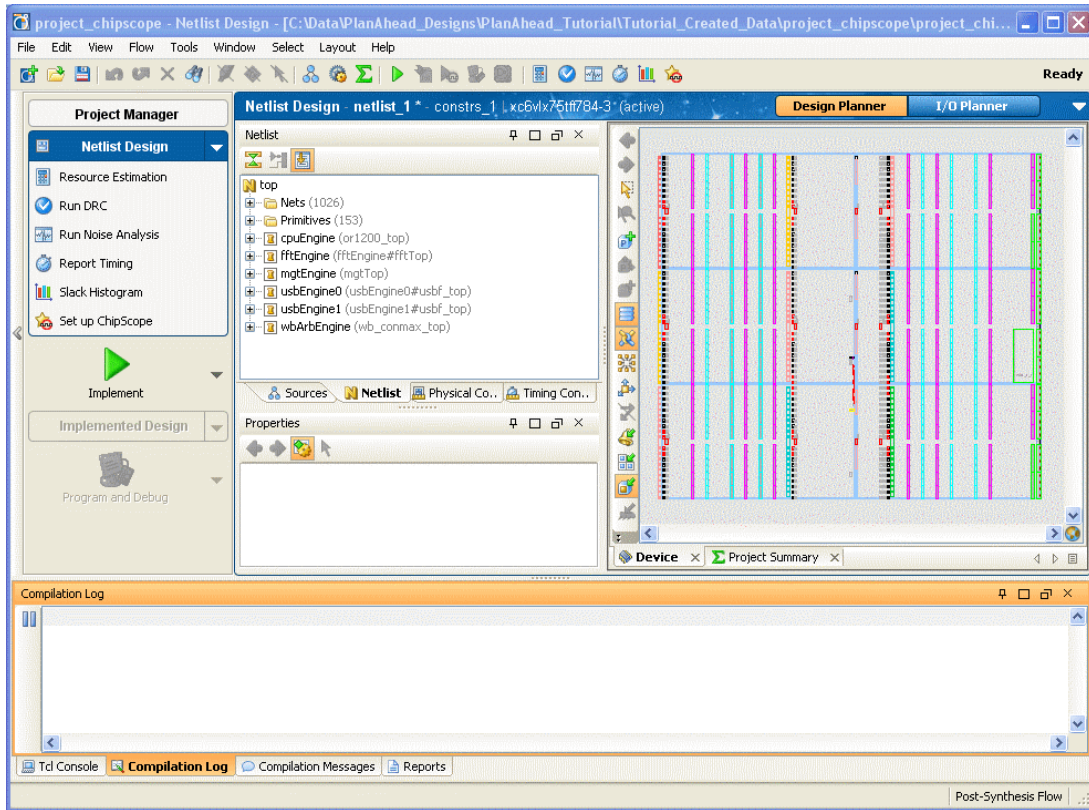 project_chipscope - Netlist Design - [C:\Data\PlanAhead_Designs\PlanAhead_Tutorial\Tutorial_Created_Data\project_chipscope\project_chi...
File Edit View Flow Tools Window Select Layout Help
Ready
Project Manager
Netlist Design
Resource Estimation
Run DRC
Run Noise Analysis
Report Timing
Slack Histogram
Set up ChipScope
Implement
Implemented Design
Program and Debug
Netlist Design - netlist_1 * - constrs_1 | xc6vlx75tff784-3 (active)
Design Planner
I/O Planner
Netlist
top
Nets (1026)
Primitives (153)
cpuEngine (or1200_top)
fftEngine (fftEngine#fftTop)
mgtEngine (mgtTop)
usbEngine0 (usbEngine0#usbf_top)
usbEngine1 (usbEngine1#usbf_top)
wbArbEngine (wb_conmax_top)
Sources Netlist Physical Co.. Timing Con..
Properties
Device Project Summary
Compilation Log
Tcl Console Compilation Log Compilation Messages Reports
Post-Synthesis Flow